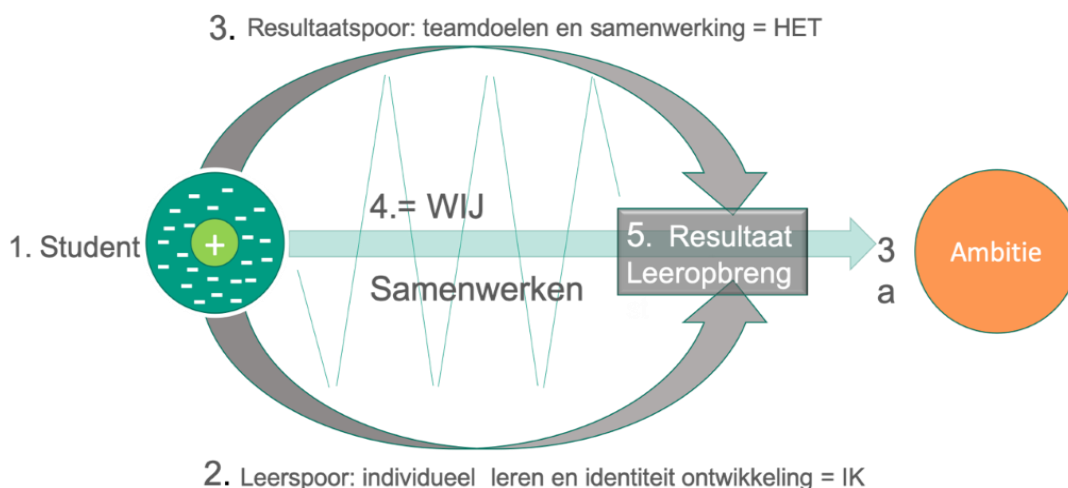 3. Resultaatspoor: teamdoelen en samenwerking = HET
1. Student
+
4.= WIJ
Samenwerken
5. Resultaat
Leeropbreng
3
a
Ambitie
2. Leerspoor: individueel leren en identiteit ontwikkeling = IK